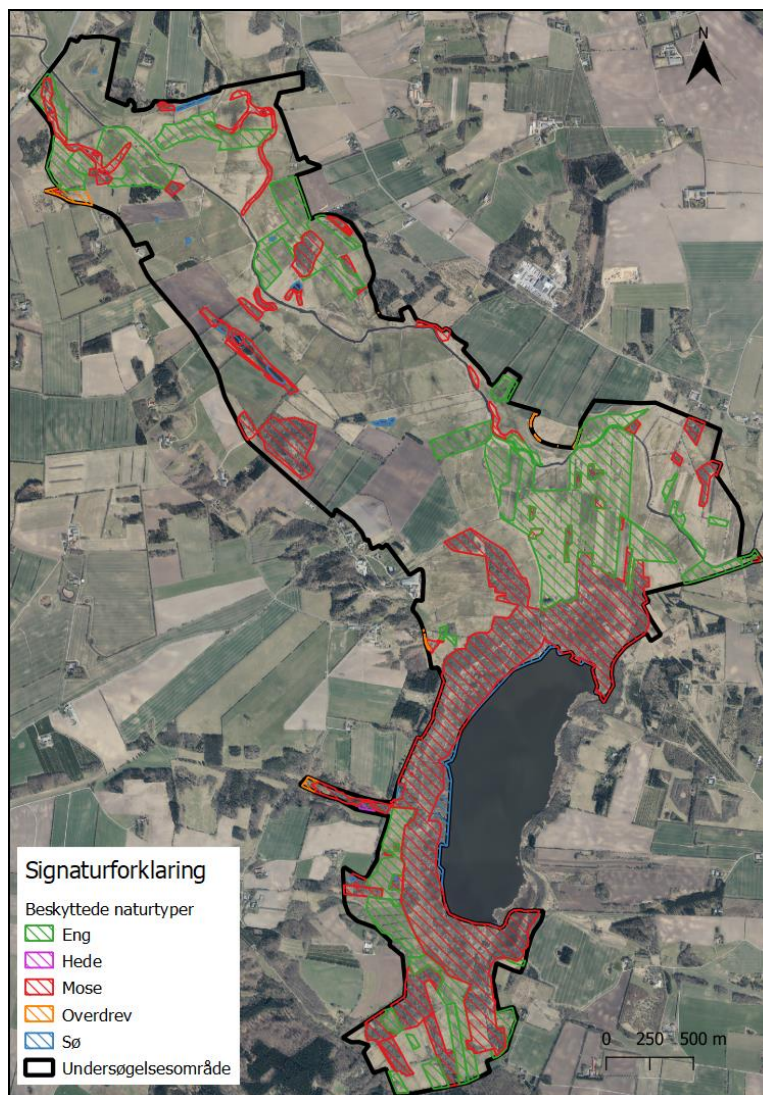 N
Signaturforklaring
Beskyttede naturtyper
Eng
Hede
Mose
Overdrev
Sø
Undersøgelsesområde
0 250 500 m